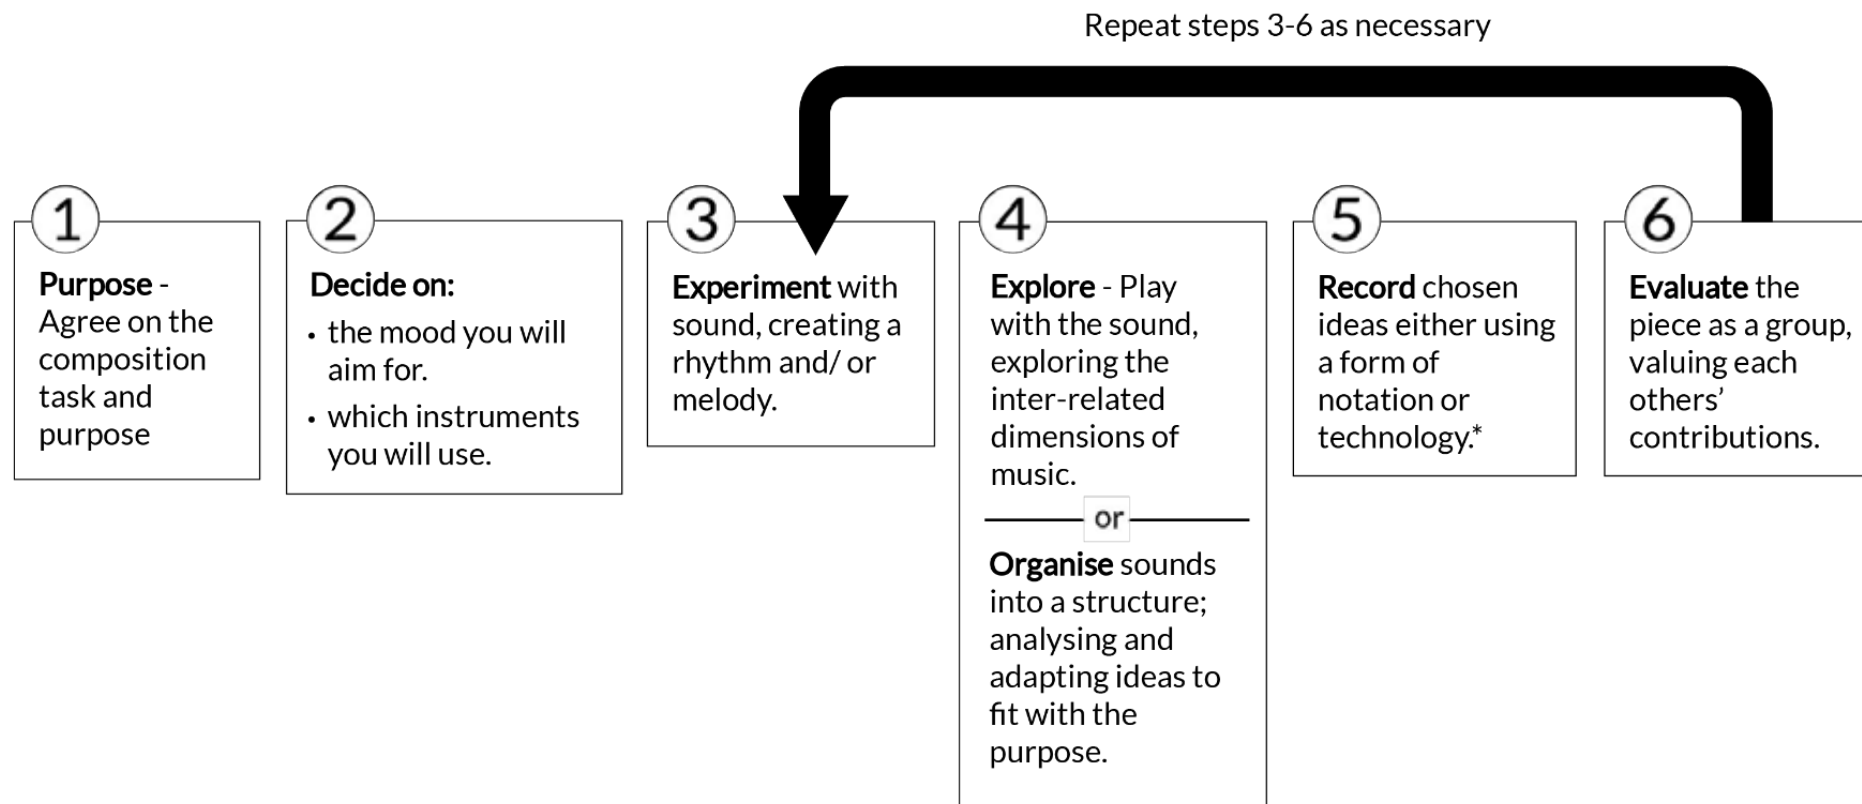 Repeat steps 3-6 as necessary
1
Purpose -
Agree on the
composition
task and
purpose
2
Decide on:
• the mood you will
aim for.
• which instruments
you will use.
3
Experiment with
sound, creating a
rhythm and/ or
melody.
4
Explore - Play
with the sound,
exploring the
inter-related
dimensions of
music.
or
Organise sounds
into a structure;
analysing and
adapting ideas to
fit with the
purpose.
5
Record chosen
ideas either using
a form of
notation or
technology.*
6
Evaluate the
piece as a group,
valuing each
others’
contributions.